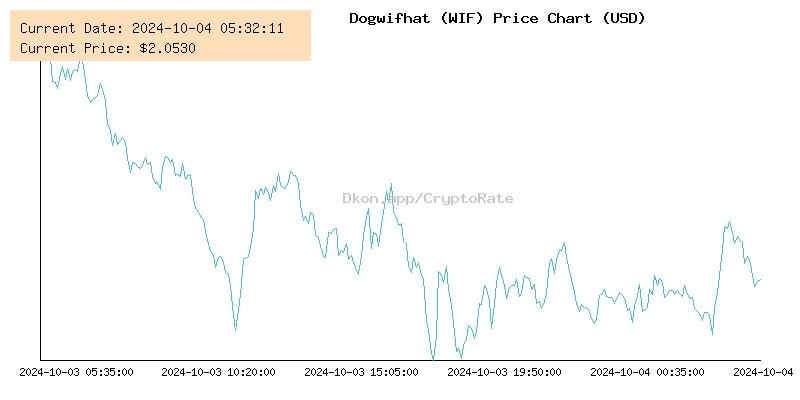 Dogwifhat (WIF) Price Chart (USD)
Current Date: 2024-10-04 05:32:11
Current Price: $2.0530
Dkon.app/CryptoRate
2024-10-03 05:35:00 2024-10-03 10:20:00 2024-10-03 15:05:00 2024-10-03 19:50:00 2024-10-04 00:35:00 2024-10-04